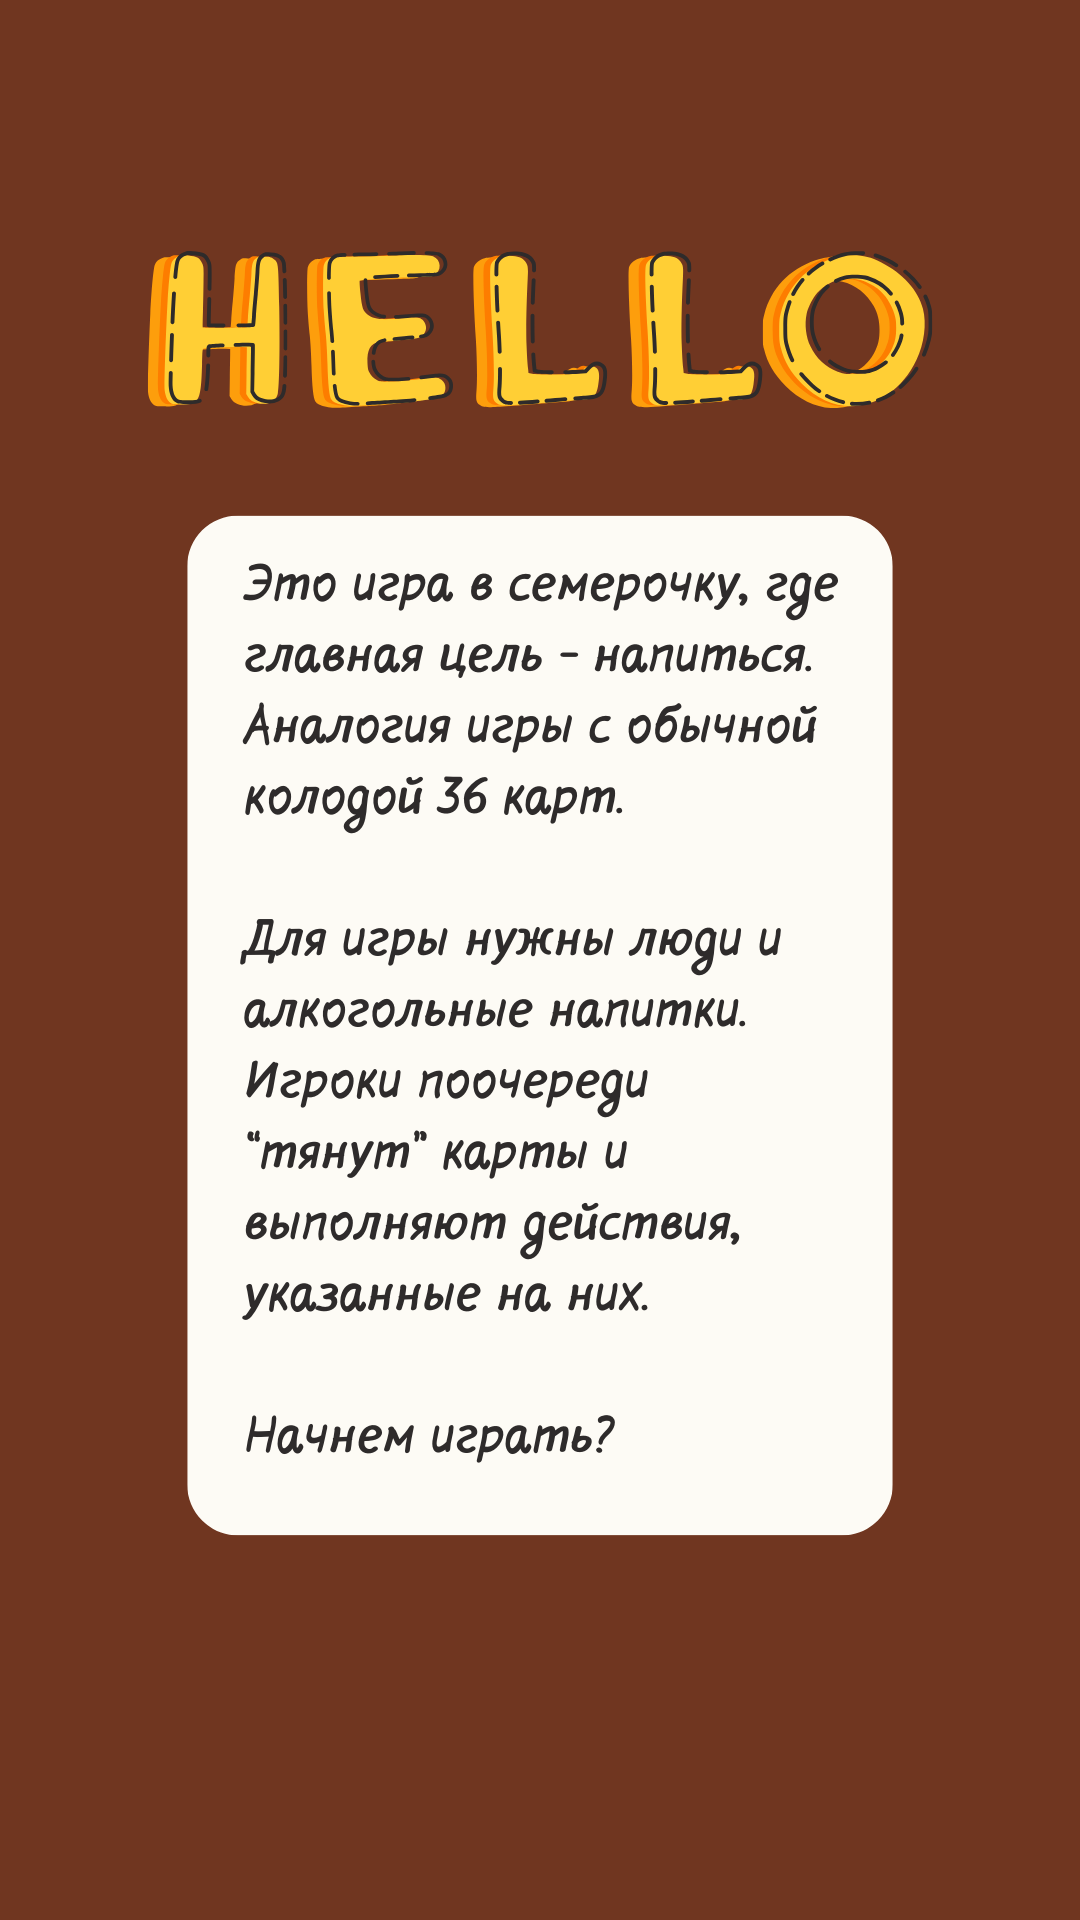 HELLO
Это игра в семерочку, где
главная цель - напиться.
Аналогия игры с обычной
колодой 36 карт.
Для игры нужны люди и
алкогольные напитки.
Игроки поочереди
“тянут” карты и
выполняют действия,
указанные на них.
Начнем играть?